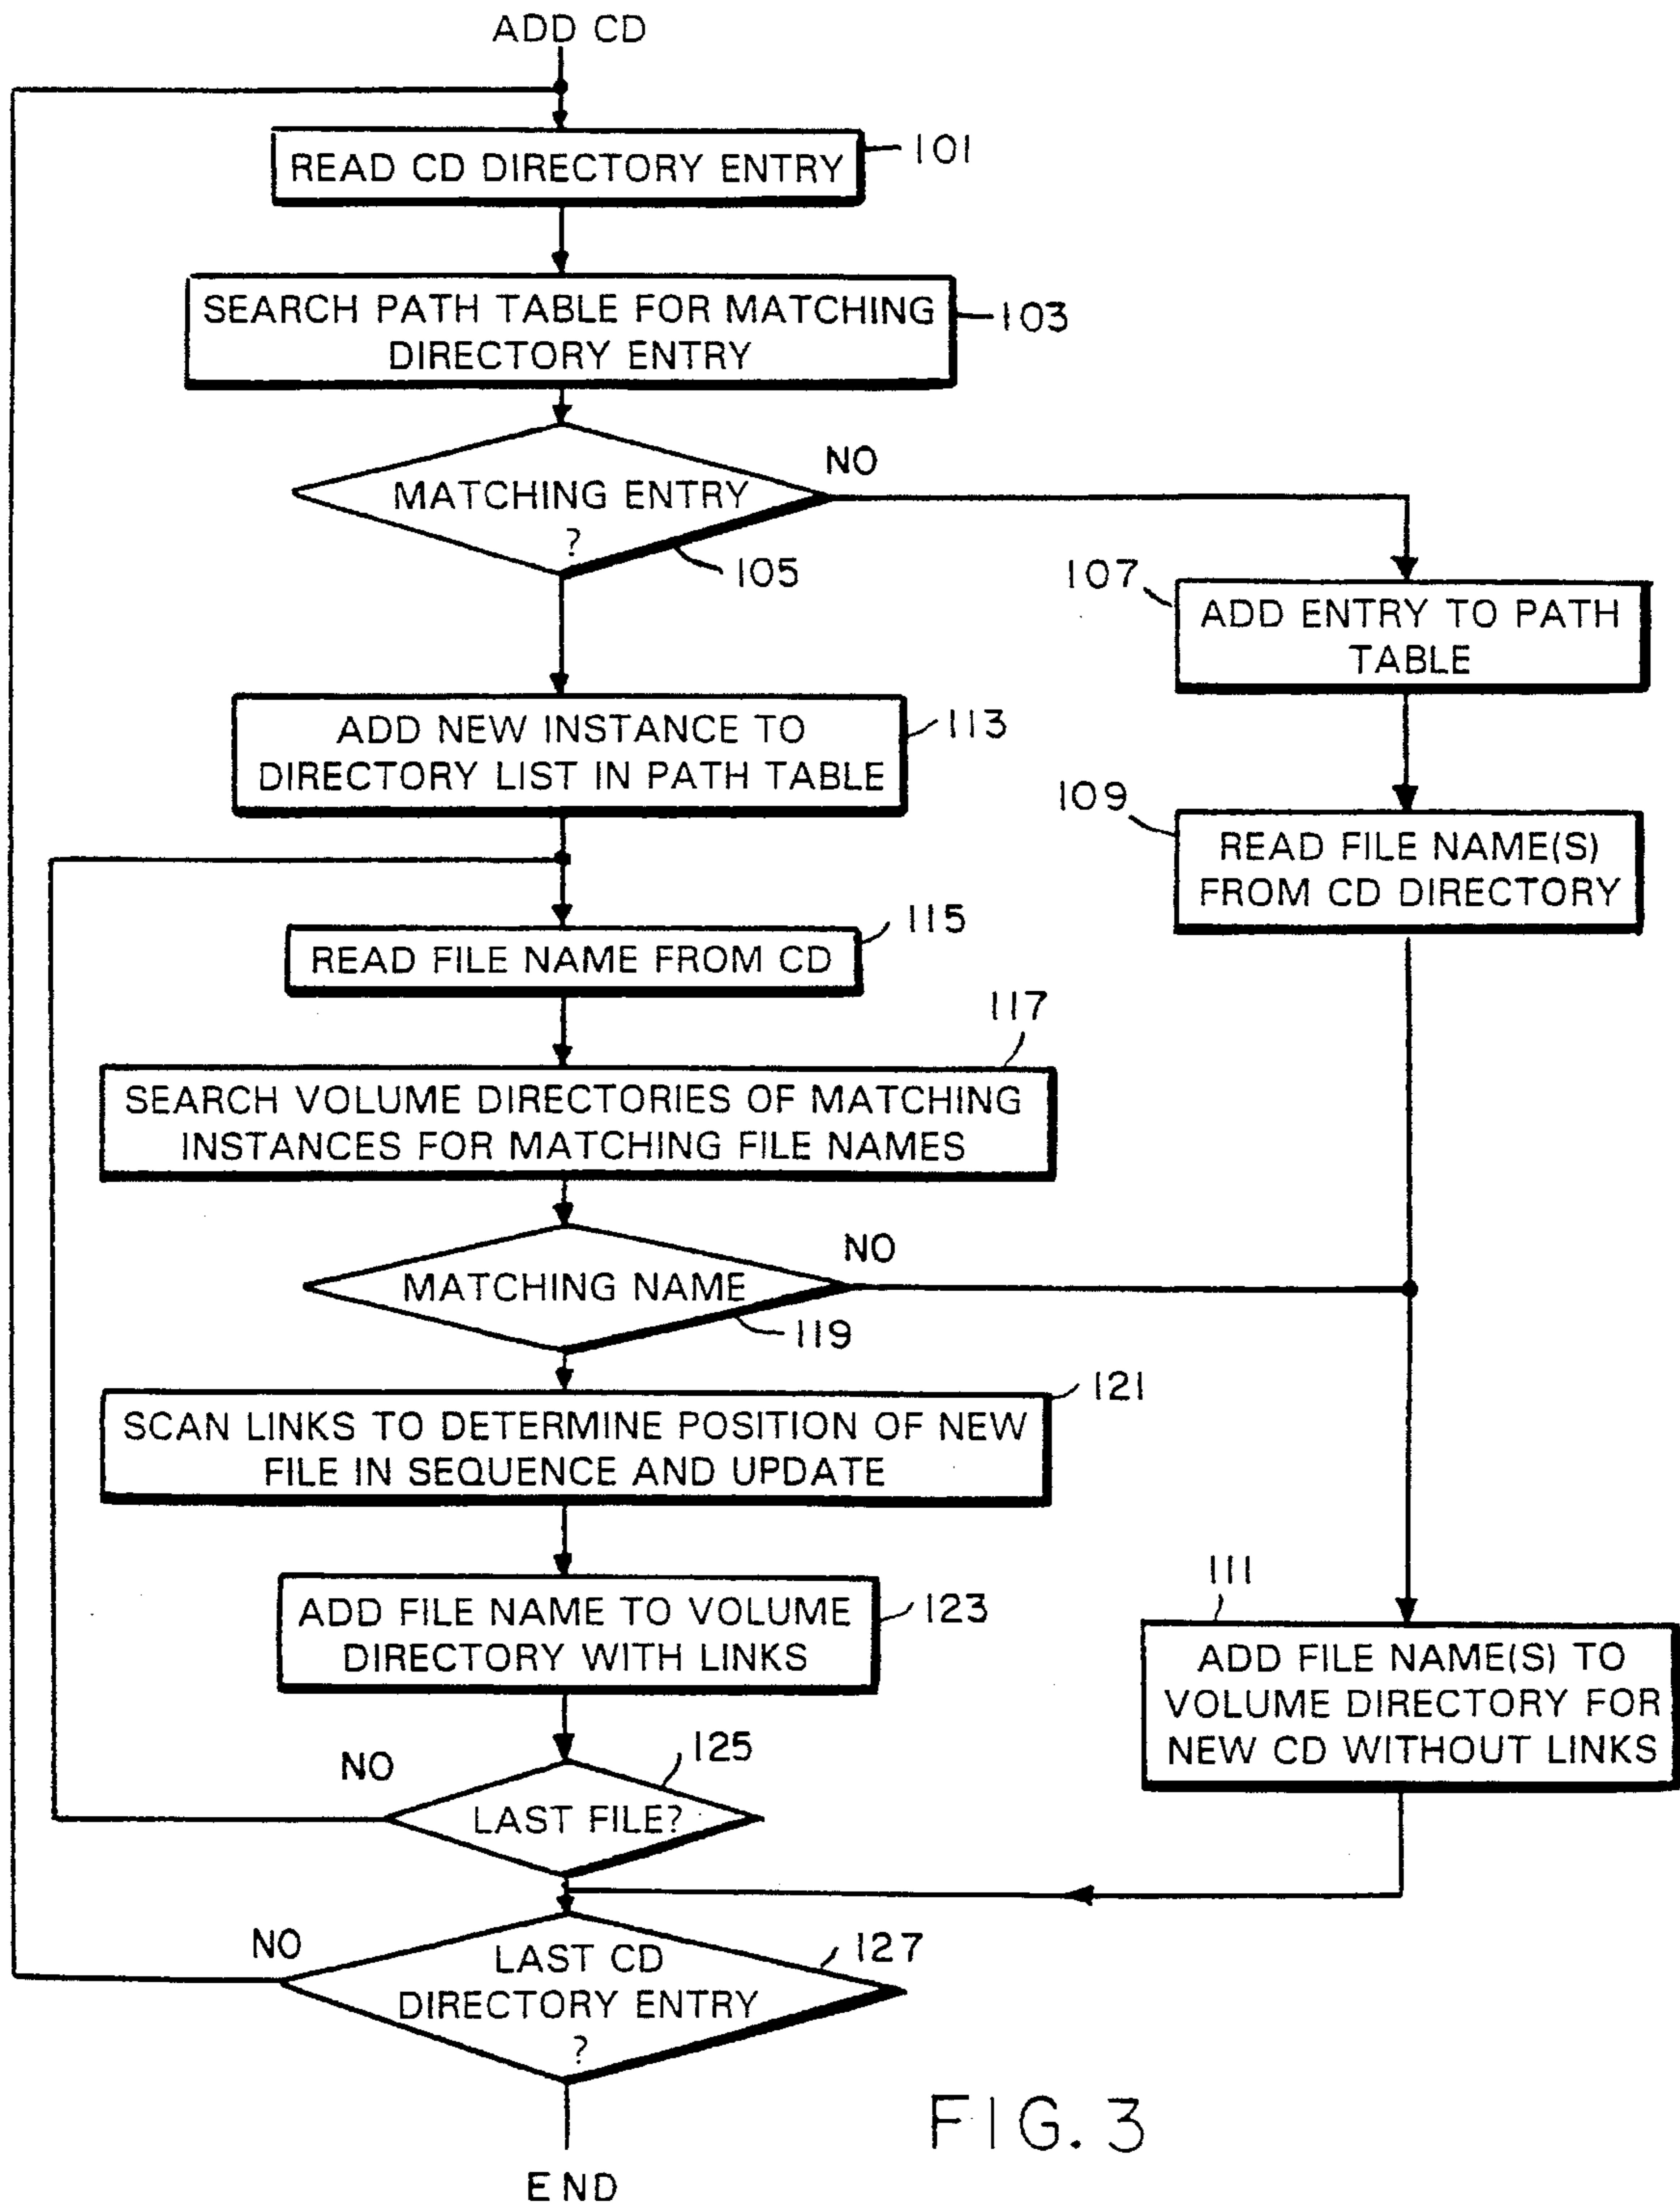 ADD CD
READ CD DIRECTORY ENTRY
101
SEARCH PATH TABLE FOR MATCHING
DIRECTORY ENTRY
103
MATCHING ENTRY
?
NO
105
107
ADD ENTRY TO PATH
TABLE
ADD NEW INSTANCE TO
DIRECTORY LIST IN PATH TABLE
113
109
READ FILE NAME(S)
FROM CD DIRECTORY
READ FILE NAME FROM CD
115
117
SEARCH VOLUME DIRECTORIES OF MATCHING
INSTANCES FOR MATCHING FILE NAMES
MATCHING NAME
NO
119
SCAN LINKS TO DETERMINE POSITION OF NEW
FILE IN SEQUENCE AND UPDATE
121
ADD FILE NAME TO VOLUME
DIRECTORY WITH LINKS
123
111
ADD FILE NAME(S) TO
VOLUME DIRECTORY FOR
NEW CD WITHOUT LINKS
NO
125
LAST FILE?
NO
LAST CD
DIRECTORY ENTRY
?
127
END
FIG. 3